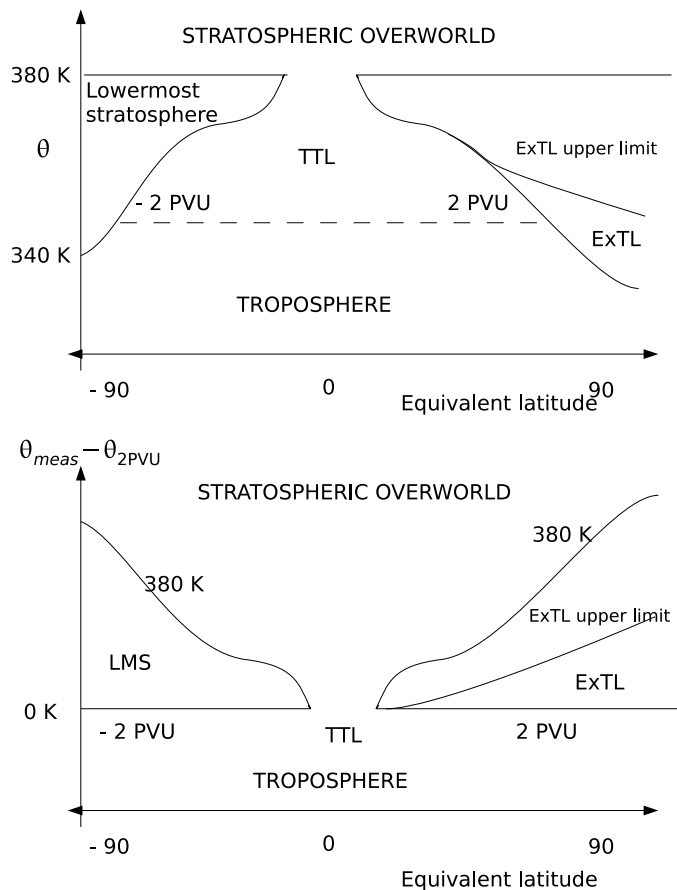 STRATOSPHERIC OVERWORLD
380 K
Lowermost
stratosphere
θ
ExTL upper limit
TTL
- 2 PVU
2 PVU
ExTL
340 K
TROPOSPHERE
- 90
0
90
Equivalent latitude
θmeas − θ2PVU
STRATOSPHERIC OVERWORLD
380 K
380 K
ExTL upper limit
LMS
ExTL
0 K
- 2 PVU
TTL
2 PVU
TROPOSPHERE
- 90
0
90
Equivalent latitude